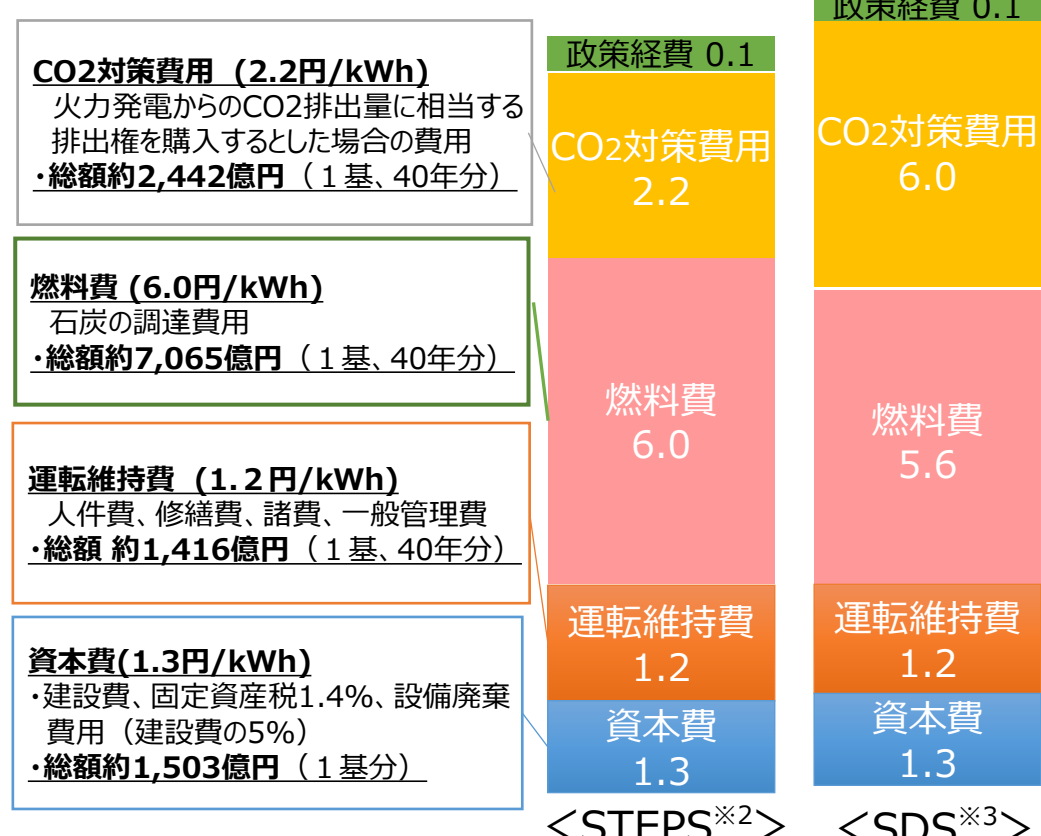 CO2対策費用 (2.2円/kWh)
火力発電からのCO2排出量に相当する
排出権を購入するとした場合の費用
・総額約2,442億円（１基、40年分）
燃料費 (6.0円/kWh)
石炭の調達費用
・総額約7,065億円（１基、40年分）
運転維持費 (1.２円/kWh)
人件費、修繕費、諸費、一般管理費
・総額 約1,416億円（１基、40年分）
資本費(1.3円/kWh)
・建設費、固定資産税1.4%、設備廃棄
費用（建設費の5%）
・総額約1,503億円（１基分）
政策経費 0.1
CO2対策費用
2.2
燃料費
6.0
運転維持費
1.2
資本費
1.3
＜STEPS※2＞
政策経費 0.1
CO2対策費用
6.0
燃料費
5.6
運転維持費
1.2
資本費
1.3
＜SDS※3＞